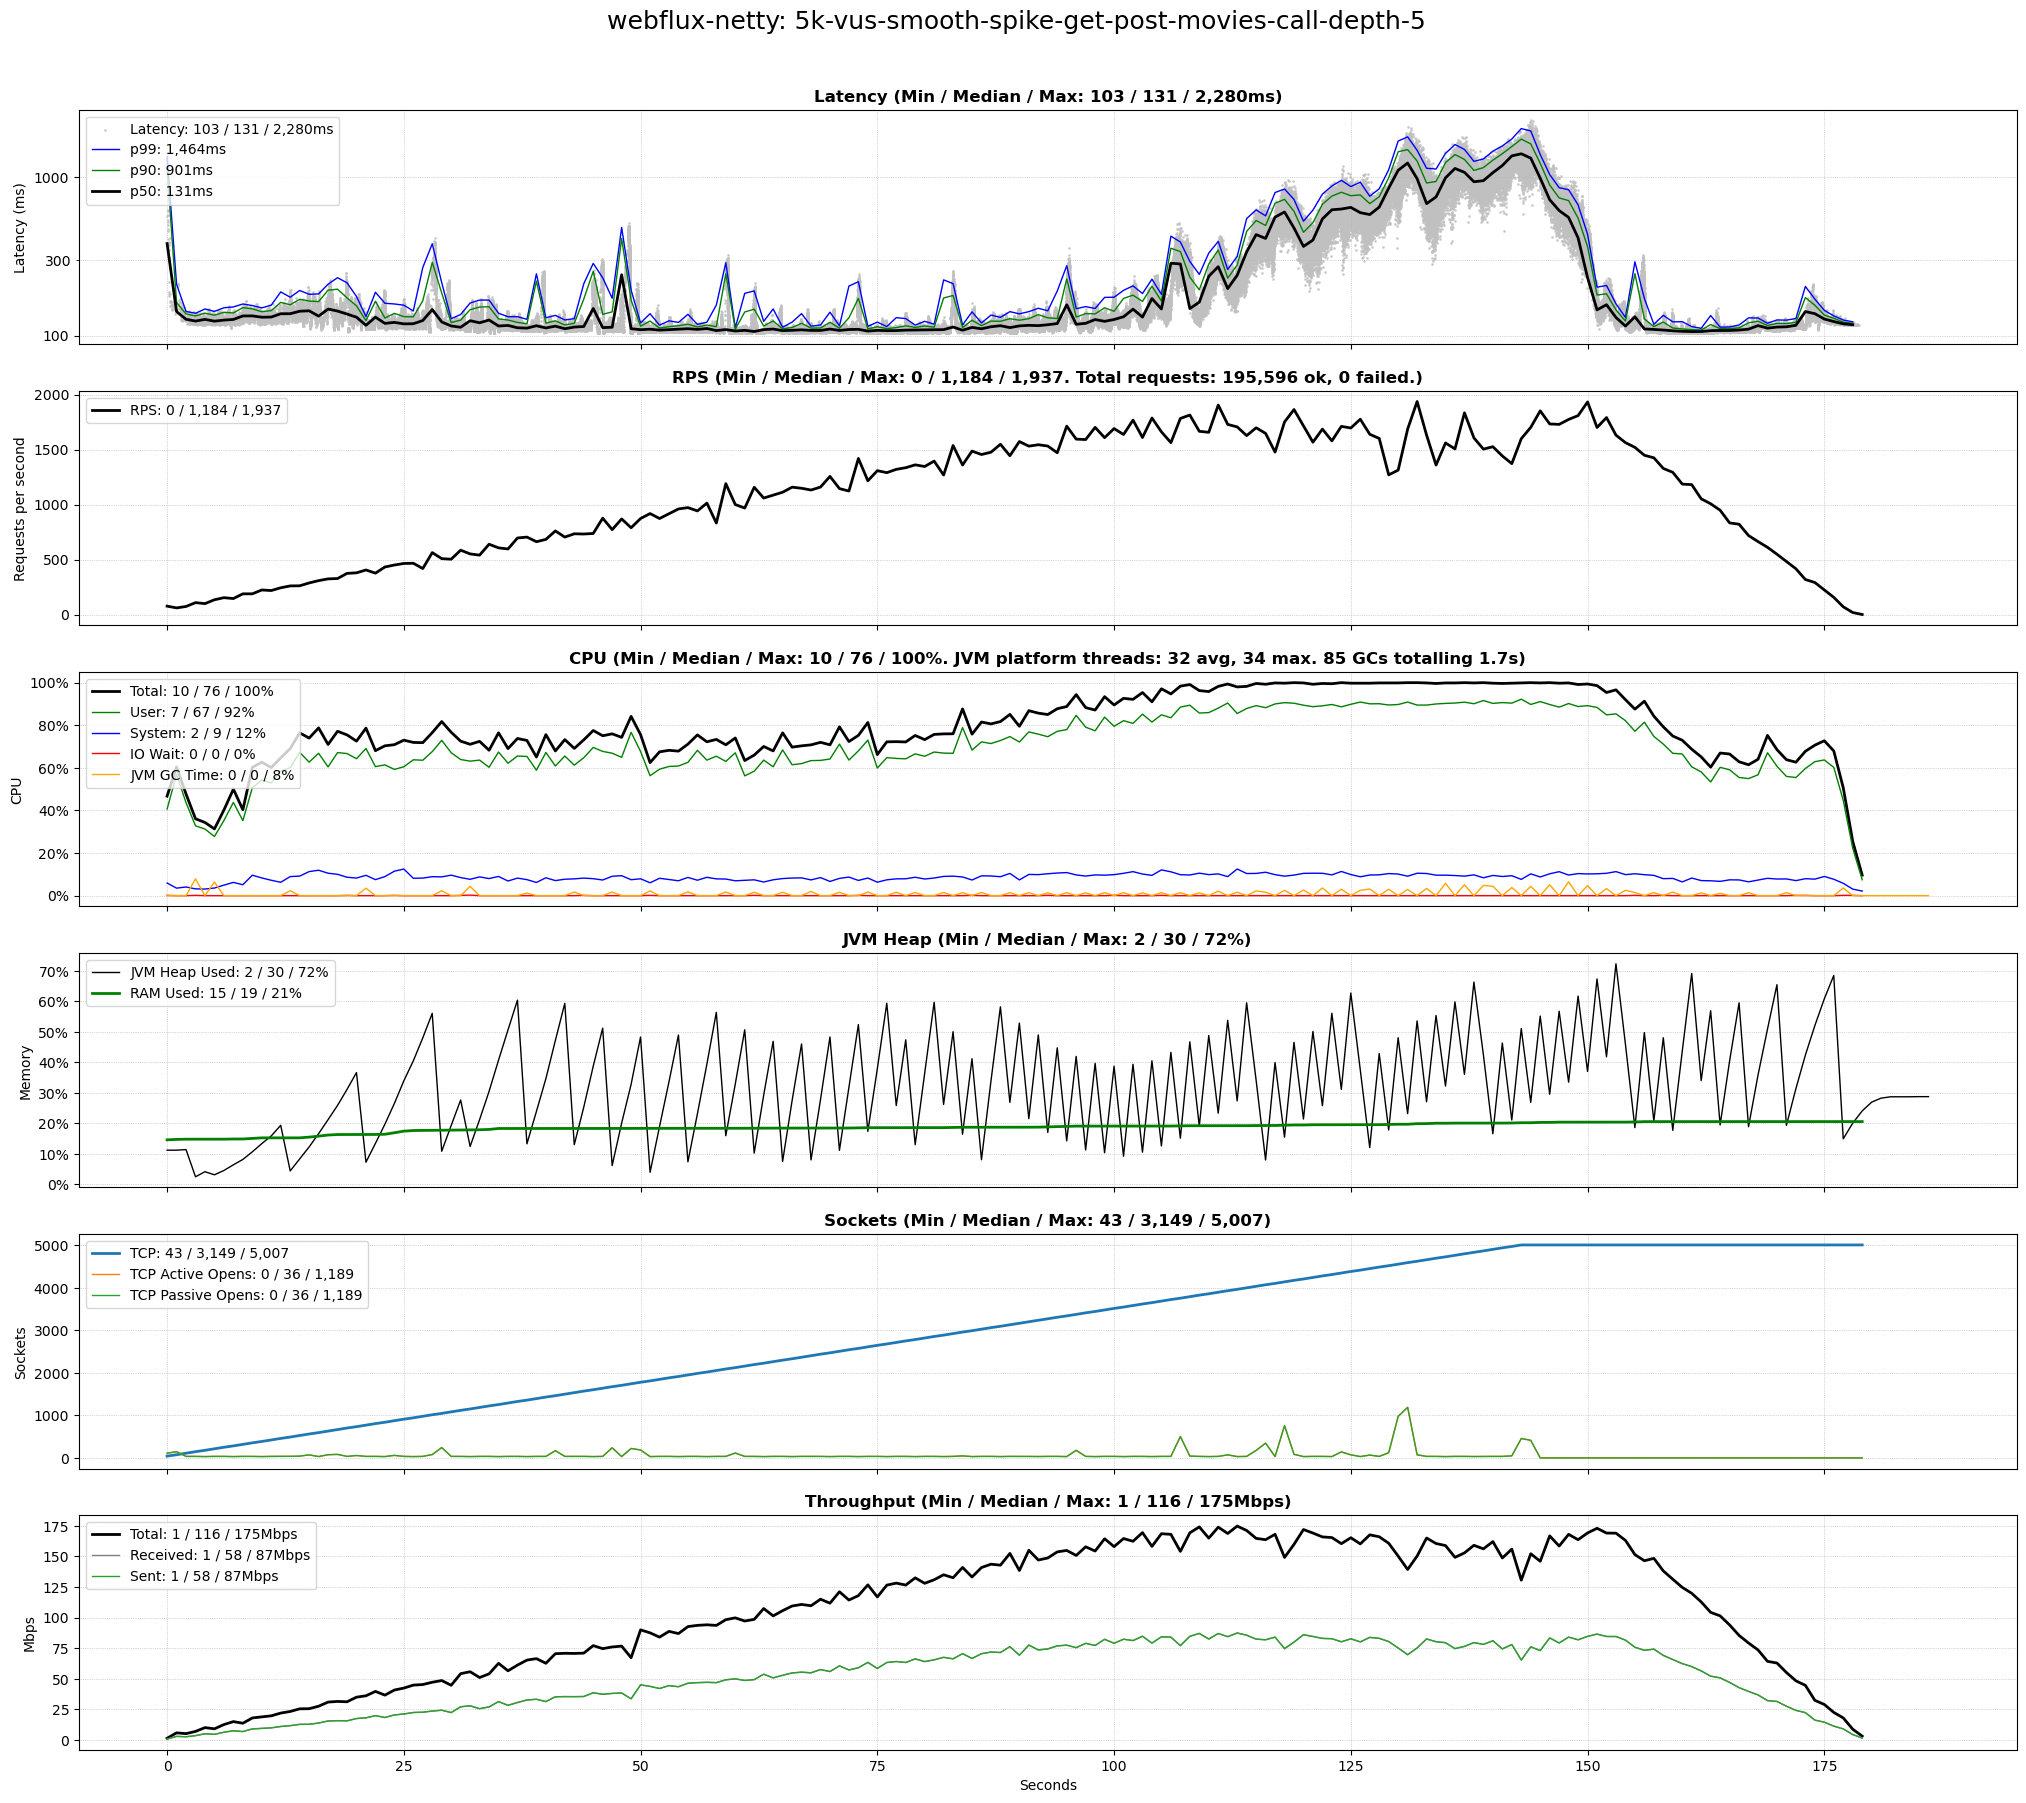 webflux-netty: 5k-vus-smooth-spike-get-post-movies-call-depth-5
Latency (Min / Median / Max: 103 / 131 / 2,280ms)
Latency: 103 / 131 / 2,280ms
p99: 1,464ms
p90: 901ms
p50: 131ms
1000
300
100
Latency (ms)
RPS (Min / Median / Max: 0 / 1,184 / 1,937. Total requests: 195,596 ok, 0 failed.)
RPS: 0 / 1,184 / 1,937
2000
1500
1000
500
0
Requests per second
CPU (Min / Median / Max: 10 / 76 / 100%. JVM platform threads: 32 avg, 34 max. 85 GCs totalling 1.7s)
Total: 10 / 76 / 100%
User: 7 / 67 / 92%
System: 2 / 9 / 12%
IO Wait: 0 / 0 / 0%
JVM GC Time: 0 / 0 / 8%
100%
80%
60%
40%
20%
0%
CPU
JVM Heap (Min / Median / Max: 2 / 30 / 72%)
JVM Heap Used: 2 / 30 / 72%
RAM Used: 15 / 19 / 21%
70%
60%
50%
40%
30%
20%
10%
0%
Memory
Sockets (Min / Median / Max: 43 / 3,149 / 5,007)
TCP: 43 / 3,149 / 5,007
TCP Active Opens: 0 / 36 / 1,189
TCP Passive Opens: 0 / 36 / 1,189
5000
4000
3000
2000
1000
0
Sockets
Throughput (Min / Median / Max: 1 / 116 / 175Mbps)
Total: 1 / 116 / 175Mbps
Received: 1 / 58 / 87Mbps
Sent: 1 / 58 / 87Mbps
175
150
125
100
75
50
25
0
Mbps
0 25 50 75 100 125 150 175
Seconds